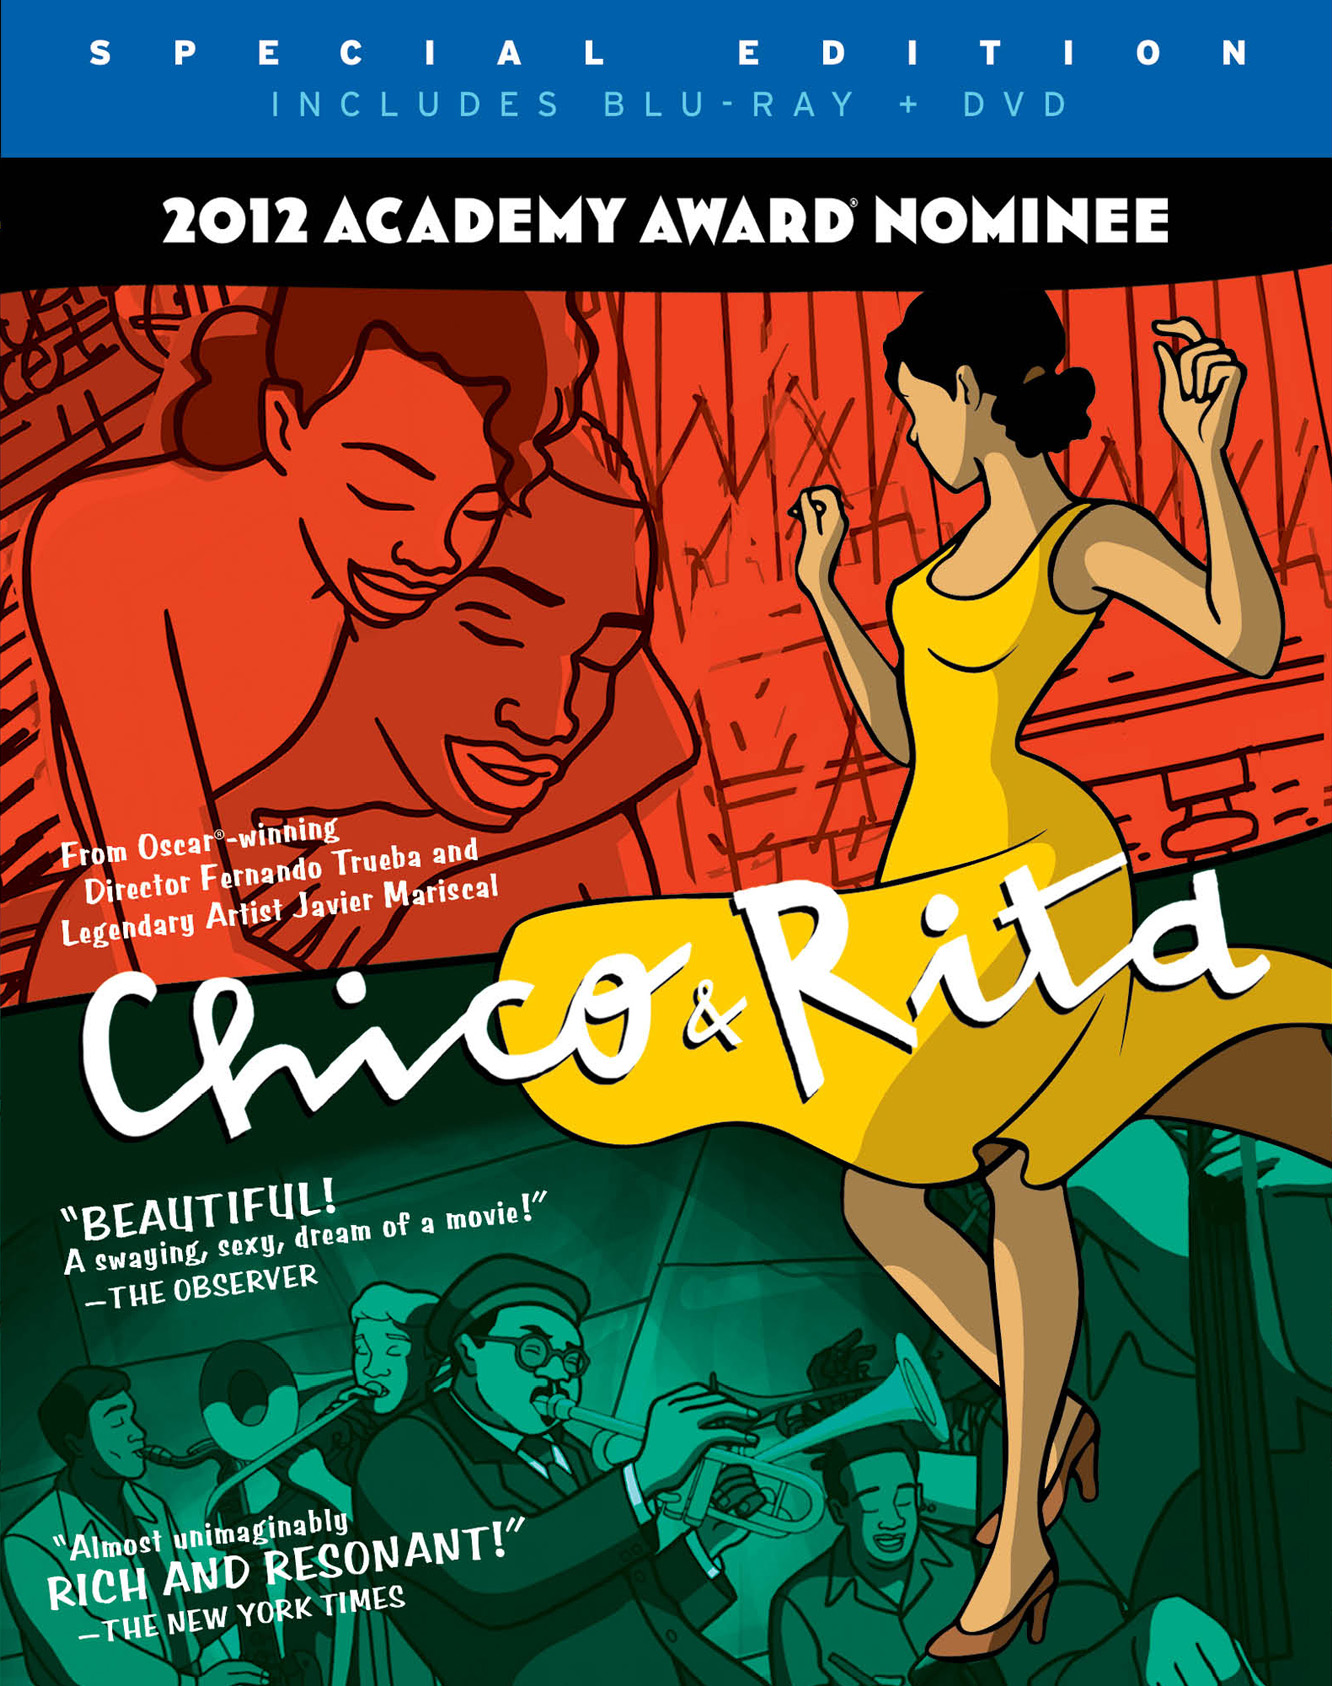 SPECIAL EDITION
INCLUDES BLU-RAY + DVD
2012 ACADEMY AWARD® NOMINEE
From Oscar®-winning
Director Fernando Trueba and
Legendary Artist Javier Mariscal
Chico & Rita
"BEAUTIFUL!
A swaying, sexy, dream of a movie!"
—THE OBSERVER
"Almost unimaginably
RICH AND RESONANT!"
—THE NEW YORK TIMES